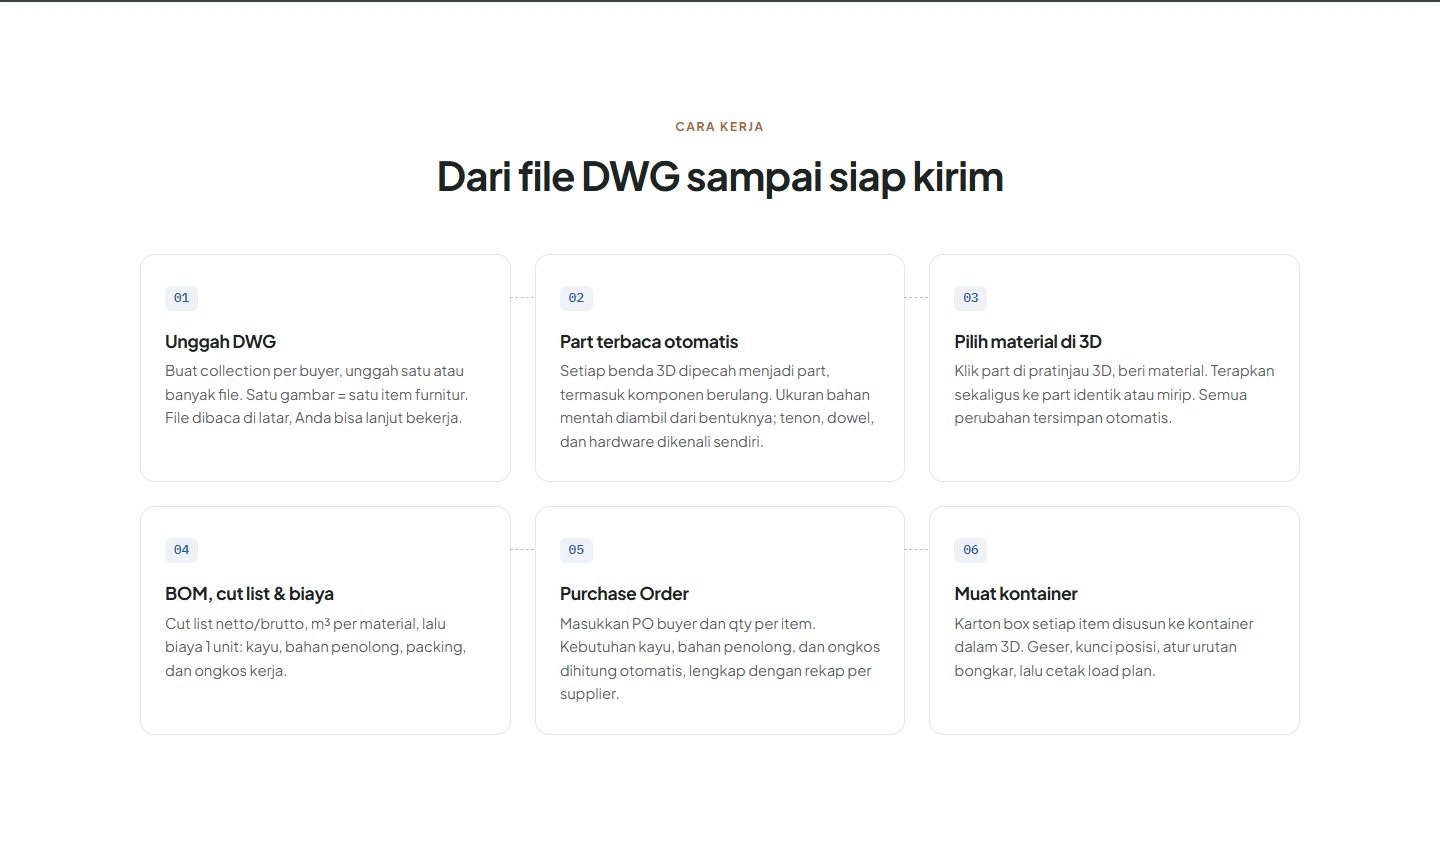 CARA KERJA
Dari file DWG sampai siap kirim
01
Unggah DWG
Buat collection per buyer, unggah satu atau
banyak file. Satu gambar = satu item furnitur.
File dibaca di latar, Anda bisa lanjut bekerja.
02
Part terbaca otomatis
Setiap benda 3D dipecah menjadi part,
termasuk komponen berulang. Ukuran bahan
mentah diambil dari bentuknya; tenon, dowel,
dan hardware dikenali sendiri.
03
Pilih material di 3D
Klik part di pratinjau 3D, beri material. Terapkan
sekaligus ke part identik atau mirip. Semua
perubahan tersimpan otomatis.
04
BOM, cut list & biaya
Cut list netto/brutto, m³ per material, lalu
biaya 1 unit: kayu, bahan penolong, packing,
dan ongkos kerja.
05
Purchase Order
Masukkan PO buyer dan qty per item.
Kebutuhan kayu, bahan penolong, dan ongkos
dihitung otomatis, lengkap dengan rekap per
supplier.
06
Muat kontainer
Karton box setiap item disusun ke kontainer
dalam 3D. Geser, kunci posisi, atur urutan
bongkar, lalu cetak load plan.